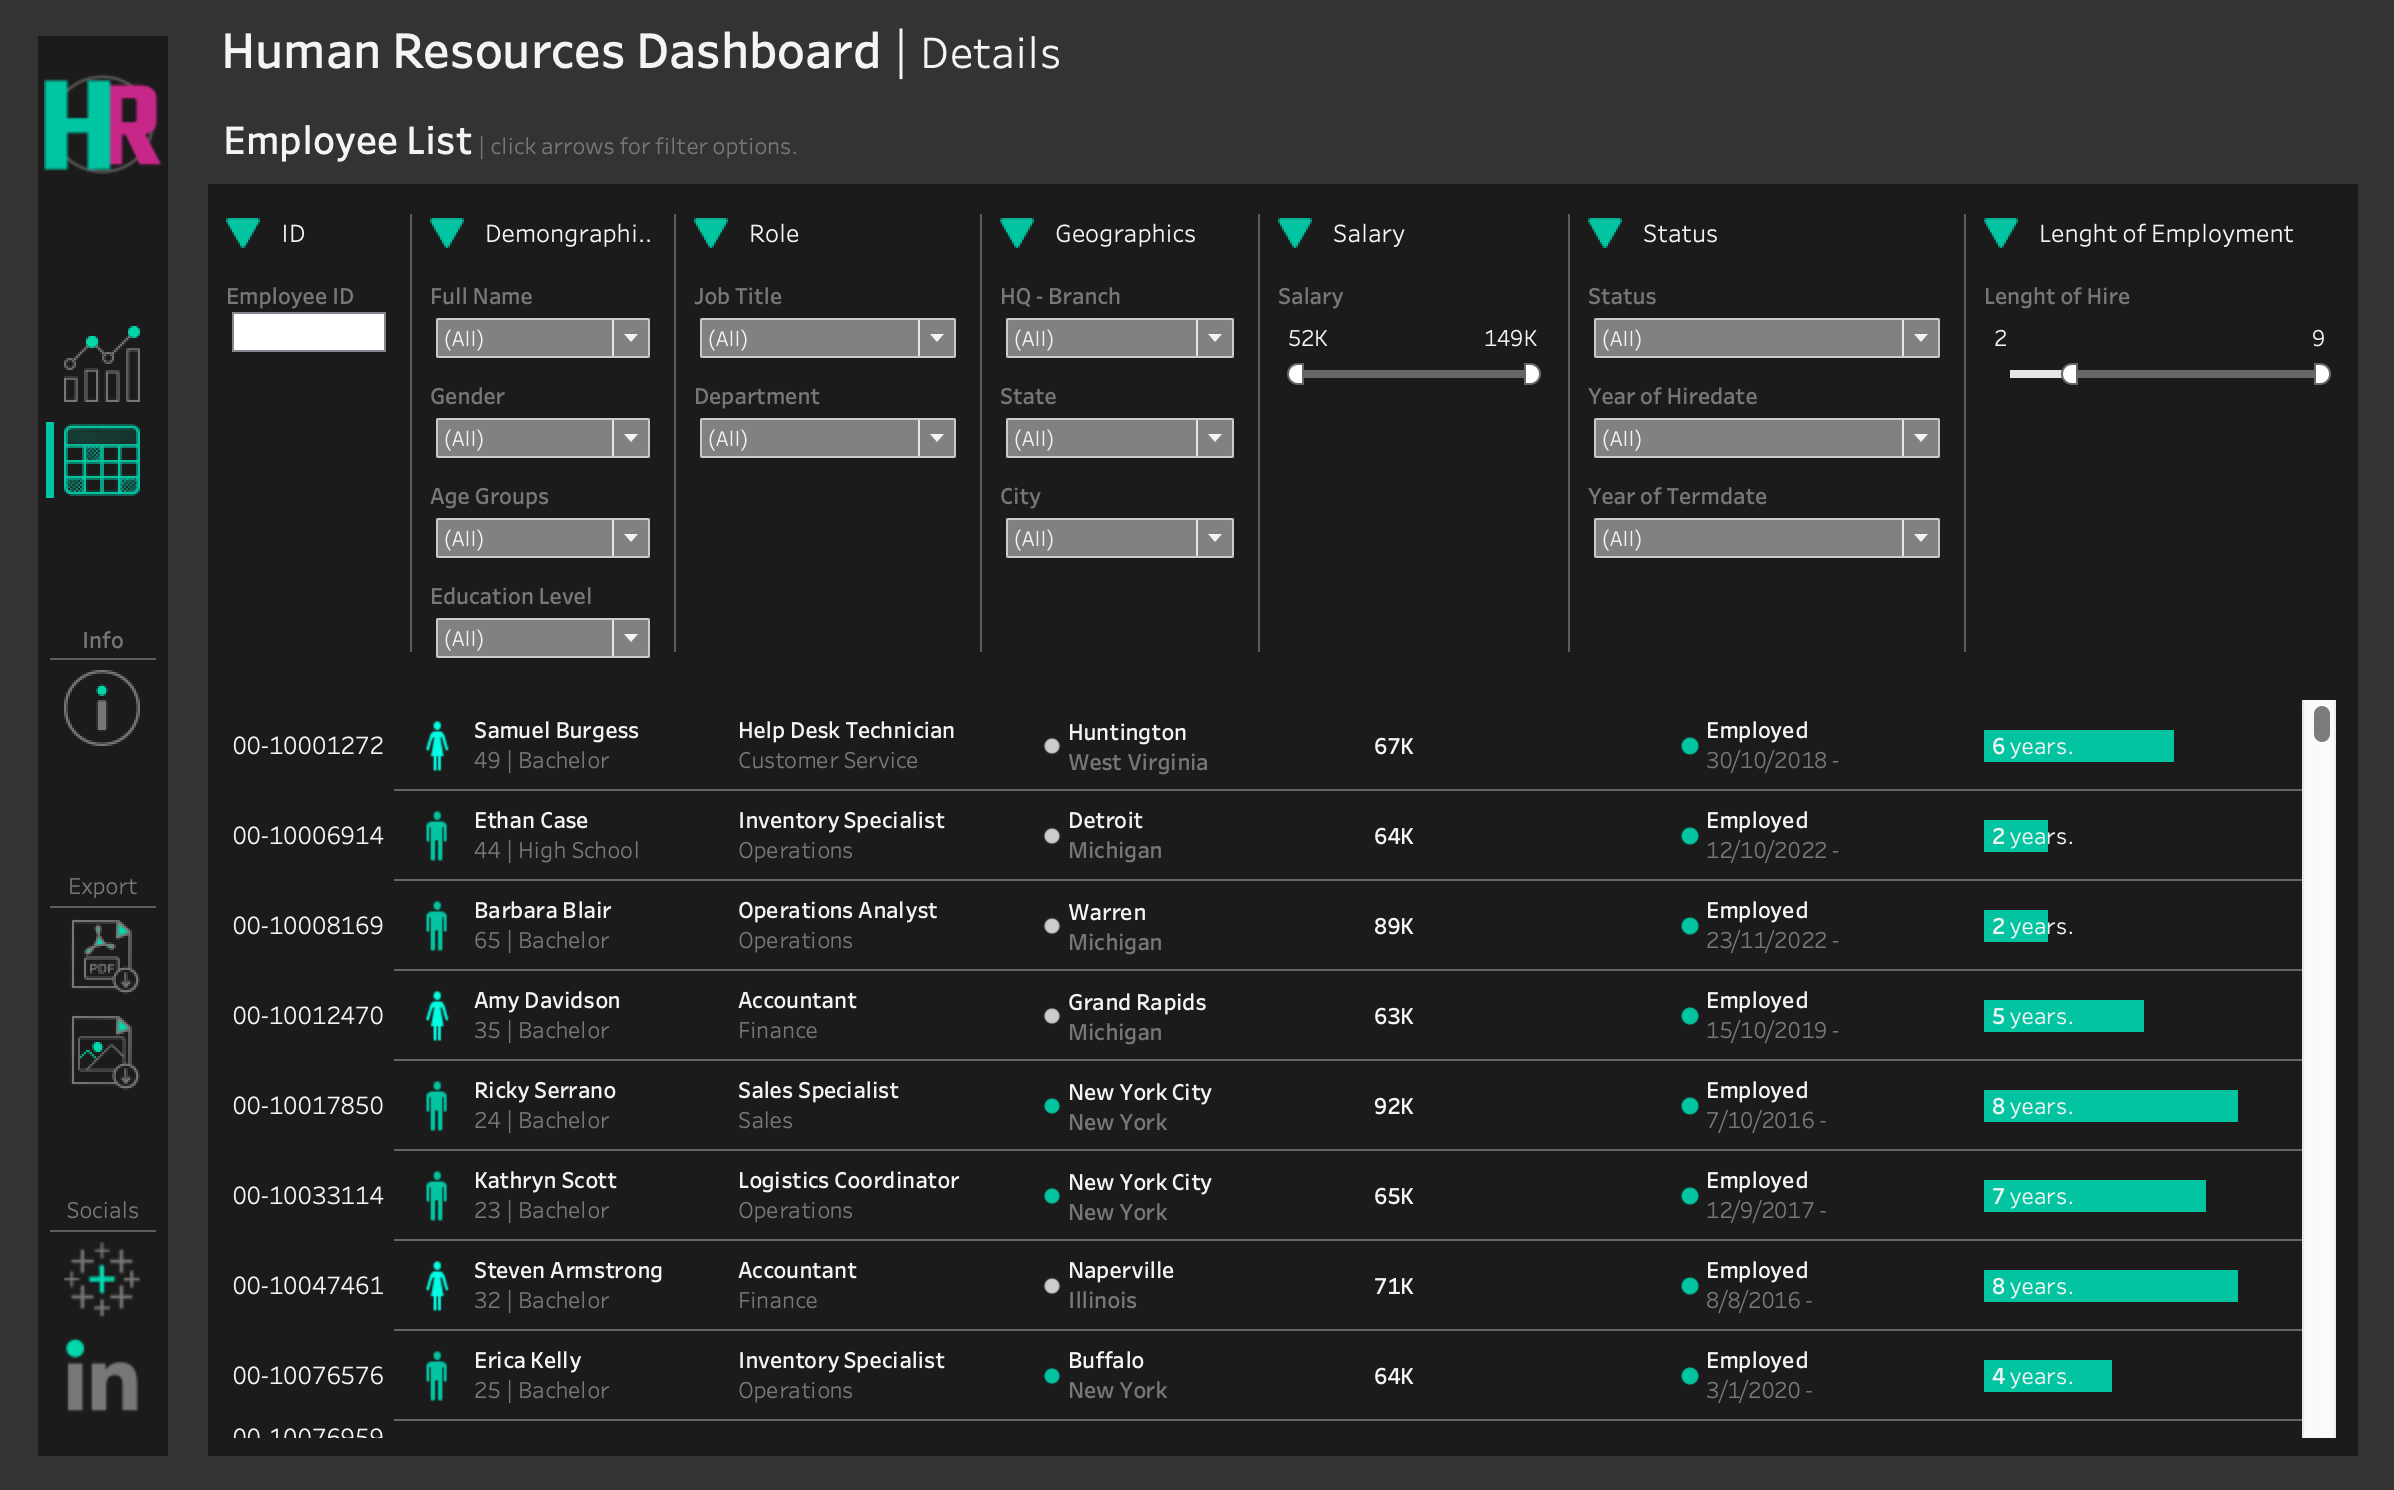 HR
Human Resources Dashboard | Details
Employee List | click arrows for filter options.
ID
Demongraphi..
Role
Geographics
Salary
Status
Lenght of Employment
Employee ID
Full Name
Job Title
HQ - Branch
Salary
Status
Lenght of Hire
(All)
(All)
(All)
52K
149K
(All)
2
9
Gender
Department
State
Year of Hiredate
(All)
(All)
(All)
(All)
Age Groups
City
Year of Termdate
(All)
(All)
(All)
Education Level
(All)
Info
Export
PDF
Socials
in
00-10001272
Samuel Burgess
49 | Bachelor
Help Desk Technician
Customer Service
Huntington
West Virginia
67K
Employed
30/10/2018 -
6 years.
00-10006914
Ethan Case
44 | High School
Inventory Specialist
Operations
Detroit
Michigan
64K
Employed
12/10/2022 -
2 years.
00-10008169
Barbara Blair
65 | Bachelor
Operations Analyst
Operations
Warren
Michigan
89K
Employed
23/11/2022 -
2 years.
00-10012470
Amy Davidson
35 | Bachelor
Accountant
Finance
Grand Rapids
Michigan
63K
Employed
15/10/2019 -
5 years.
00-10017850
Ricky Serrano
24 | Bachelor
Sales Specialist
Sales
New York City
New York
92K
Employed
7/10/2016 -
8 years.
00-10033114
Kathryn Scott
23 | Bachelor
Logistics Coordinator
Operations
New York City
New York
65K
Employed
12/9/2017 -
7 years.
00-10047461
Steven Armstrong
32 | Bachelor
Accountant
Finance
Naperville
Illinois
71K
Employed
8/8/2016 -
8 years.
00-10076576
Erica Kelly
25 | Bachelor
Inventory Specialist
Operations
Buffalo
New York
64K
Employed
3/1/2020 -
4 years.
00-10076959